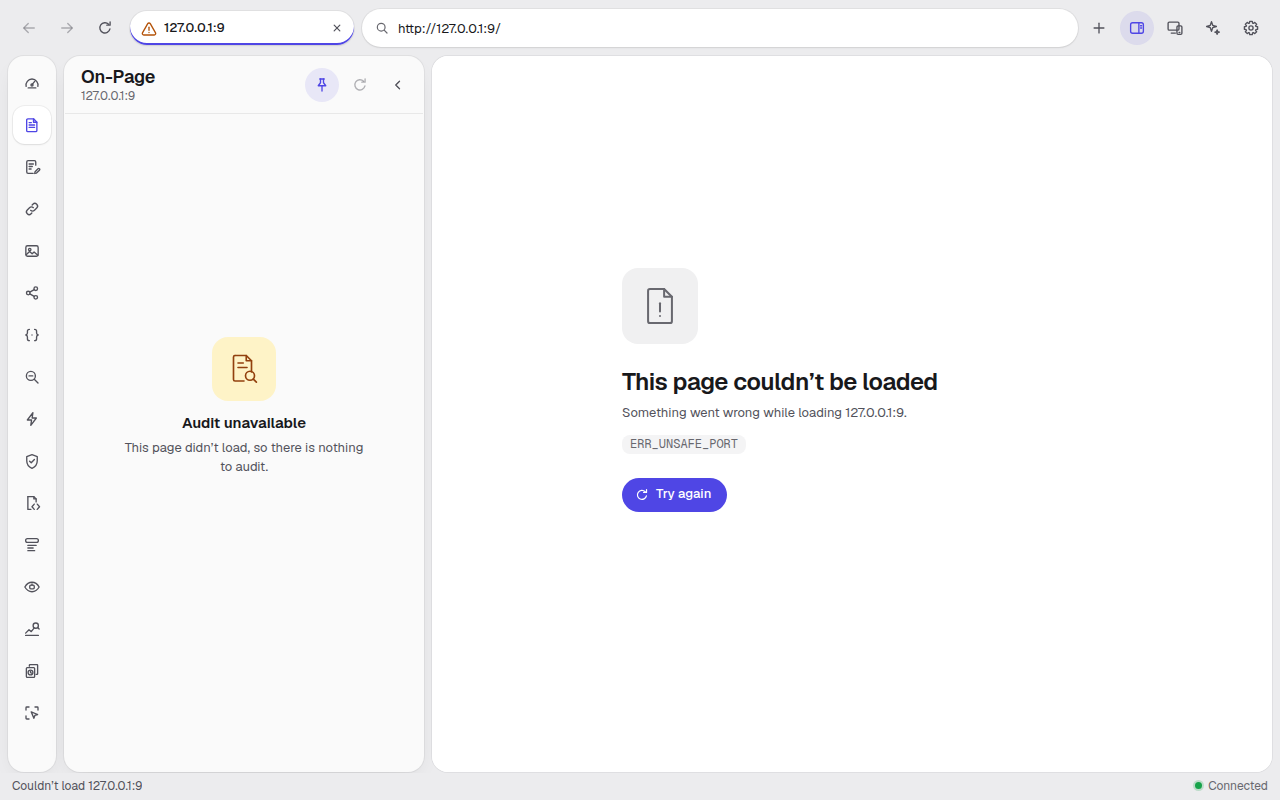 127.0.0.1:9
http://127.0.0.1:9/
On-Page
127.0.0.1:9
Audit unavailable
This page didn’t load, so there is nothing
to audit.
This page couldn’t be loaded
Something went wrong while loading 127.0.0.1:9.
ERR_UNSAFE_PORT
Try again
Couldn’t load 127.0.0.1:9
Connected